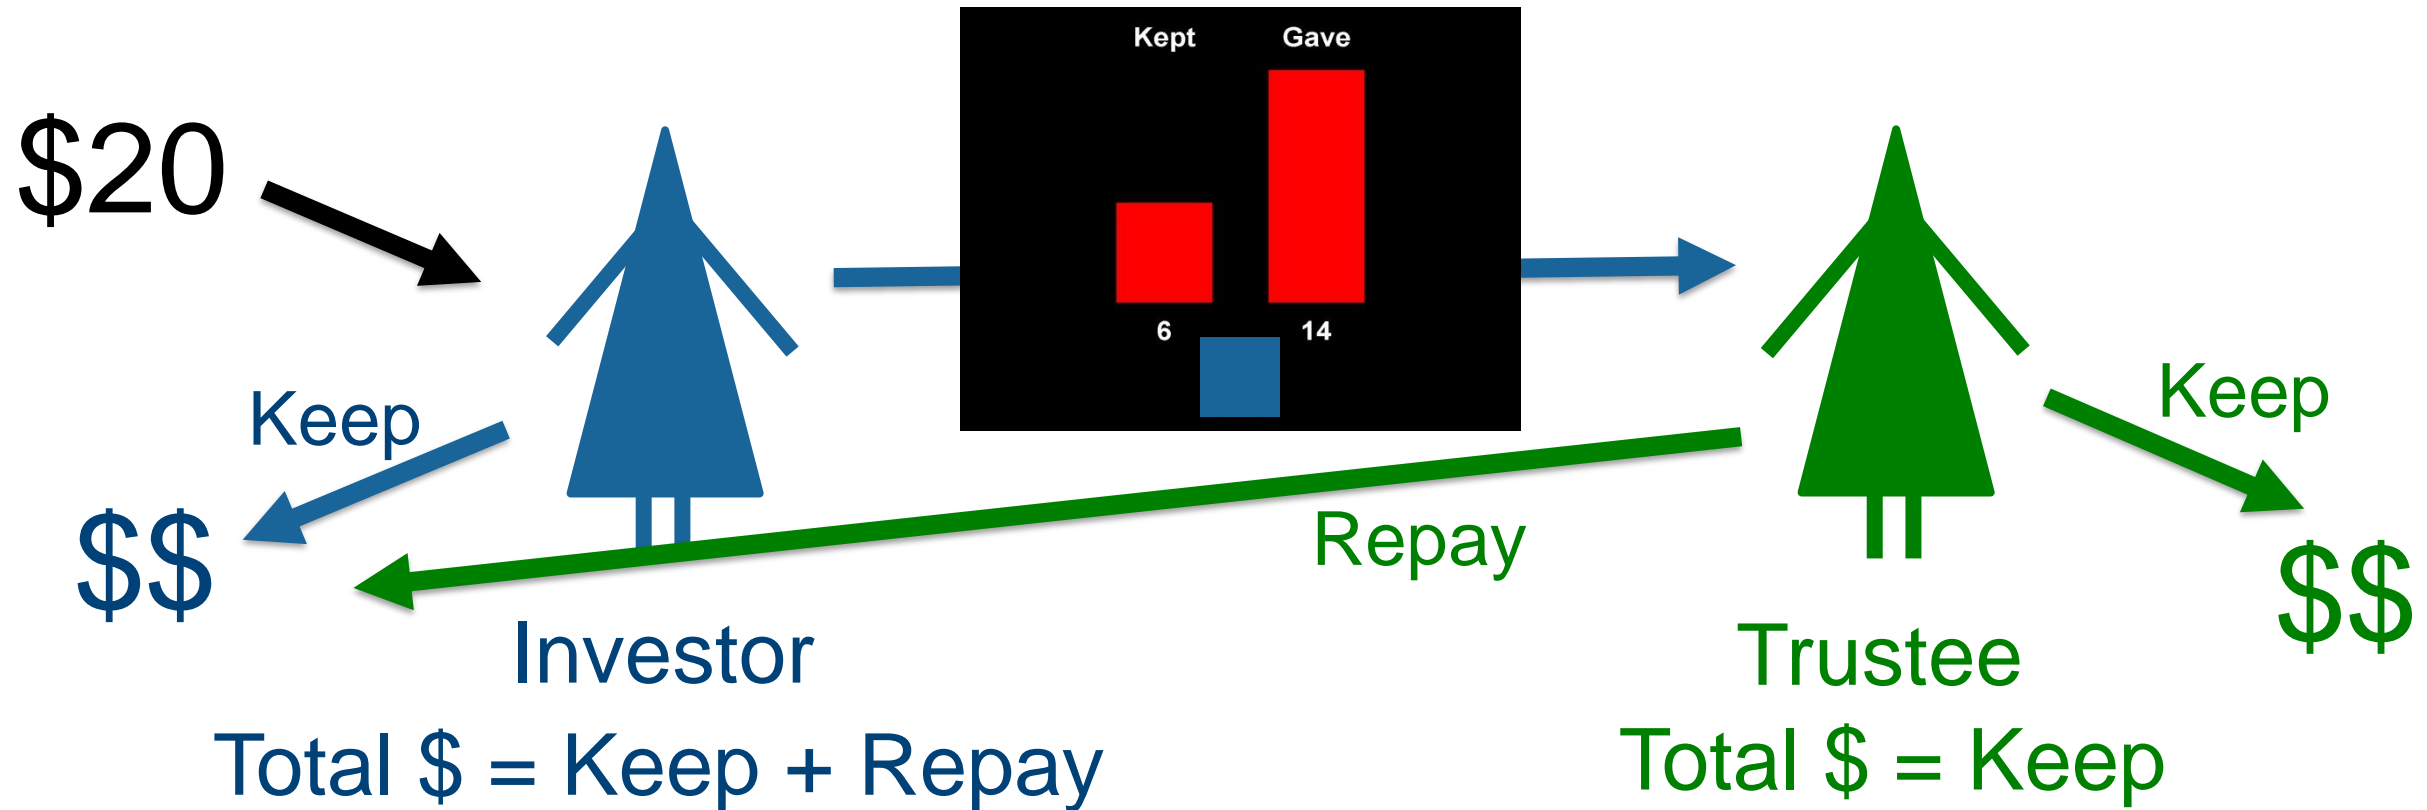 Kept Gave
$20
6 14
Keep
Keep
$$
Repay
$$
Investor
Trustee
Total $ = Keep + Repay
Total $ = Keep